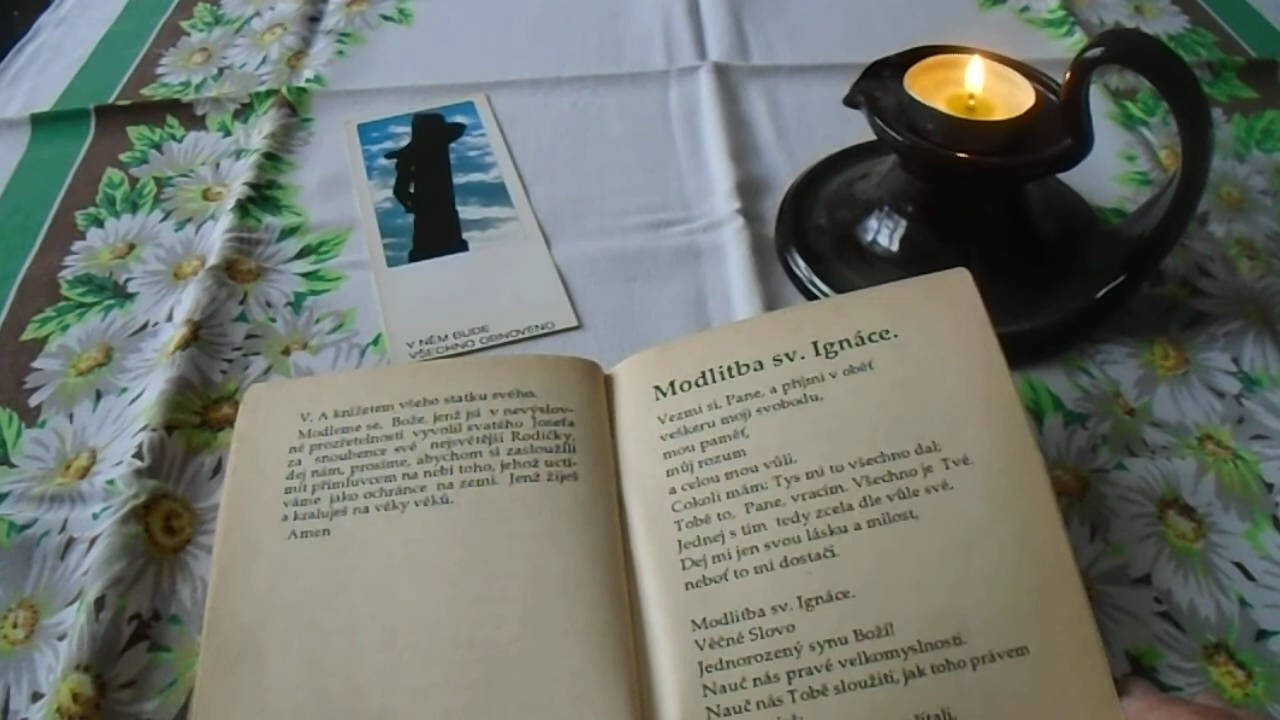 V NĚM BUDE
VŠECHNO OBNOVENO
V. A knížetem všeho statku svého.
Modleme se. Bože, jenž jsi v nevýslov-
né prozřetelnosti vyvolil svatého Josefa
za snoubence své nejsvětější Rodičky,
dej nám, prosíme, abychom si zasloužili
mít přímluvcem na nebi toho, jehož uctí-
váme jako ochránce na zemi. Jenž žiješ
a kraluješ na věky věků.
Amen
Modlitba sv. Ignáce.
Vezmi si, Pane, a přijmi v oběť
veškeru moji svobodu,
mou paměť,
můj rozum
a celou mou vůli.
Cokoli mám: Tys mi to všechno dal;
Tobě to, Pane, vracím. Všechno je Tvé.
Jednej s tím tedy zcela dle vůle své.
Dej mi jen svou lásku a milost,
neboť to mi dostačí.
Modlitba sv. Ignáce.
Věčné Slovo
Jednorozený synu Boží!
Nauč nás pravé velkomyslnosti.
Nauč nás Tobě sloužiti, jak toho právem